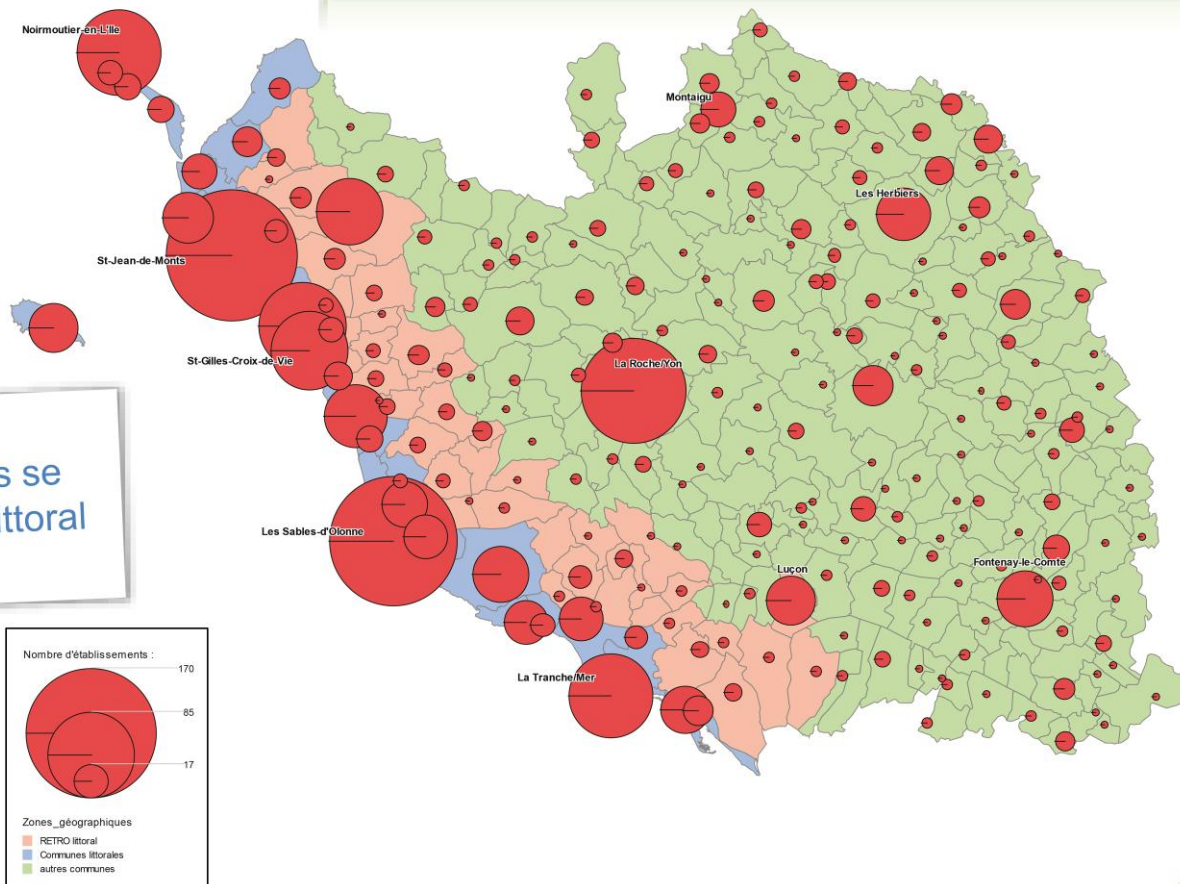 Noirmoutier-en-L'Ile
Montaigu
Les Herbiers
St-Jean-de-Monts
St-Gilles-Croix-de-Vie
La Roche/Yon
s se
ittoral
Les Sables-d'Olonne
Luçon
Fontenay-le-Comte
La Tranche/Mer
Nombre d'établissements :
170
85
17
Zones_géographiques
RETRO littoral
Communes littorales
autres communes